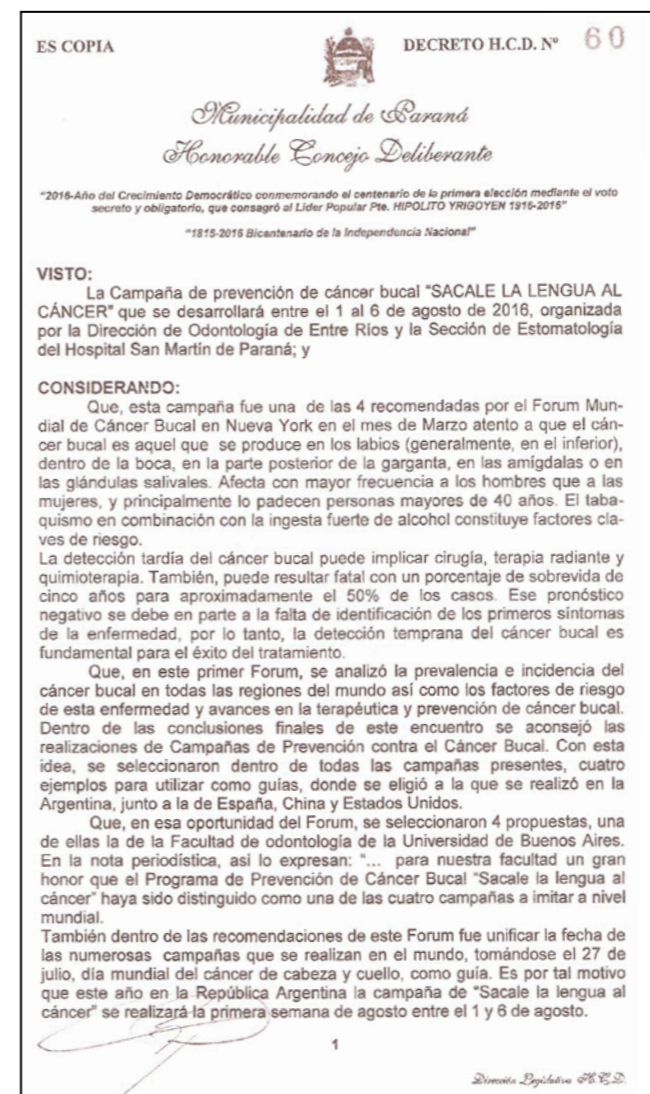 ES COPIA
DECRETO H.C.D. Nº 60
Municipalidad de Paraná
Honorable Concejo Deliberante
"2016-Año del Crecimiento Democrático conmemorando el centenario de la primera elección mediante el voto
secreto y obligatorio, que consagró al Líder Popular Pte. HIPOLITO YRIGOYEN 1916-2016"
"1815-2016 Bicentenario de la Independencia Nacional"
VISTO:
La Campaña de prevención de cáncer bucal "SACALE LA LENGUA AL
CÁNCER" que se desarrollará entre el 1 al 6 de agosto de 2016, organizada
por la Dirección de Odontología de Entre Ríos y la Sección de Estomatología
del Hospital San Martín de Paraná; y
CONSIDERANDO:
Que, esta campaña fue una de las 4 recomendadas por el Forum Mun-
dial de Cáncer Bucal en Nueva York en el mes de Marzo atento a que el cán-
cer bucal es aquel que se produce en los labios (generalmente, en el inferior),
dentro de la boca, en la parte posterior de la garganta, en las amígdalas o en
las glándulas salivales. Afecta con mayor frecuencia a los hombres que a las
mujeres, y principalmente lo padecen personas mayores de 40 años. El taba-
quismo en combinación con la ingesta fuerte de alcohol constituye factores cla-
ves de riesgo.
La detección tardía del cáncer bucal puede implicar cirugía, terapia radiante y
quimioterapia. También, puede resultar fatal con un porcentaje de sobrevida de
cinco años para aproximadamente el 50% de los casos. Ese pronóstico
negativo se debe en parte a la falta de identificación de los primeros síntomas
de la enfermedad, por lo tanto, la detección temprana del cáncer bucal es
fundamental para el éxito del tratamiento.
Que, en este primer Forum, se analizó la prevalencia e incidencia del
cáncer bucal en todas las regiones del mundo así como los factores de riesgo
de esta enfermedad y avances en la terapéutica y prevención de cáncer bucal.
Dentro de las conclusiones finales de este encuentro se aconsejó las
realizaciones de Campañas de Prevención contra el Cáncer Bucal. Con esta
idea, se seleccionaron dentro de todas las campañas presentes, cuatro
ejemplos para utilizar como guías, donde se eligió a la que se realizó en la
Argentina, junto a la de España, China y Estados Unidos.
Que, en esa oportunidad del Forum, se seleccionaron 4 propuestas, una
de ellas la de la Facultad de odontología de la Universidad de Buenos Aires.
En la nota periodística, asi lo expresan: "... para nuestra facultad un gran
honor que el Programa de Prevención de Cáncer Bucal "Sacale la lengua al
cáncer" haya sido distinguido como una de las cuatro campañas a imitar a nivel
mundial.
También dentro de las recomendaciones de este Forum fue unificar la fecha de
las numerosas campañas que se realizan en el mundo, tomándose el 27 de
julio, día mundial del cáncer de cabeza y cuello, como guía. Es por tal motivo
que este año en la República Argentina la campaña de "Sacale la lengua al
cáncer" se realizará la primera semana de agosto entre el 1 y 6 de agosto.
1
Dirección Legislativa H.C.D.